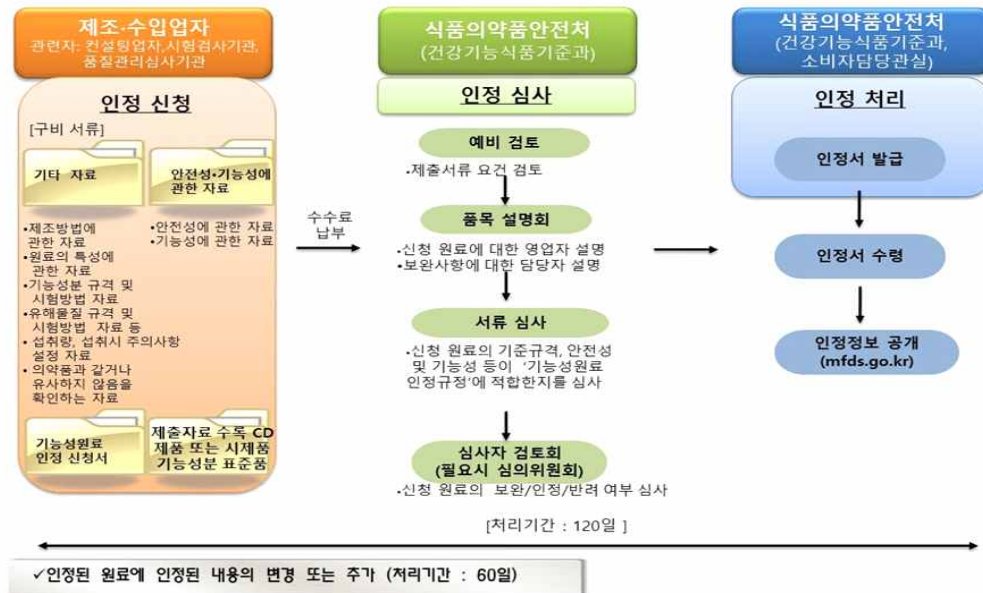 제조·수입업자
관련자: 컨설팅업자,시험검사기관,
품질관리심사기관
인정 신청
[구비 서류]
기타 자료
안전성·기능성에
관한 자료
•제조방법에
관한 자료
•원료의 특성에
관한 자료
•기능성분 규격 및
시험방법 자료
•유해물질 규격 및
시험방법 자료 등
• 섭취량, 섭취시 주의사항
설정 자료
• 의약품과 같거나
유사하지 않음을
확인하는 자료
•안전성에 관한 자료
•기능성에 관한 자료
기능성원료
인정 신청서
제출자료 수록 CD
제품 또는 시제품
기능성분 표준품
수수료
납부
식품의약품안전처
(건강기능식품기준과)
인정 심사
예비 검토
•제출서류 요건 검토
품목 설명회
•신청 원료에 대한 영업자 설명
•보완사항에 대한 담당자 설명
서류 심사
•신청 원료의 기준규격, 안전성
및 기능성 등이 '기능성원료
인정규정'에 적합한지를 심사
심사자 검토회
(필요시 심의위원회)
•신청 원료의 보완/인정/반려 여부 심사
식품의약품안전처
(건강기능식품기준과,
소비자담당관실)
인정 처리
인정서 발급
인정서 수령
인정정보 공개
(mfds.go.kr)
[처리기간 : 120일 ]
✓인정된 원료에 인정된 내용의 변경 또는 추가 (처리기간 : 60일)